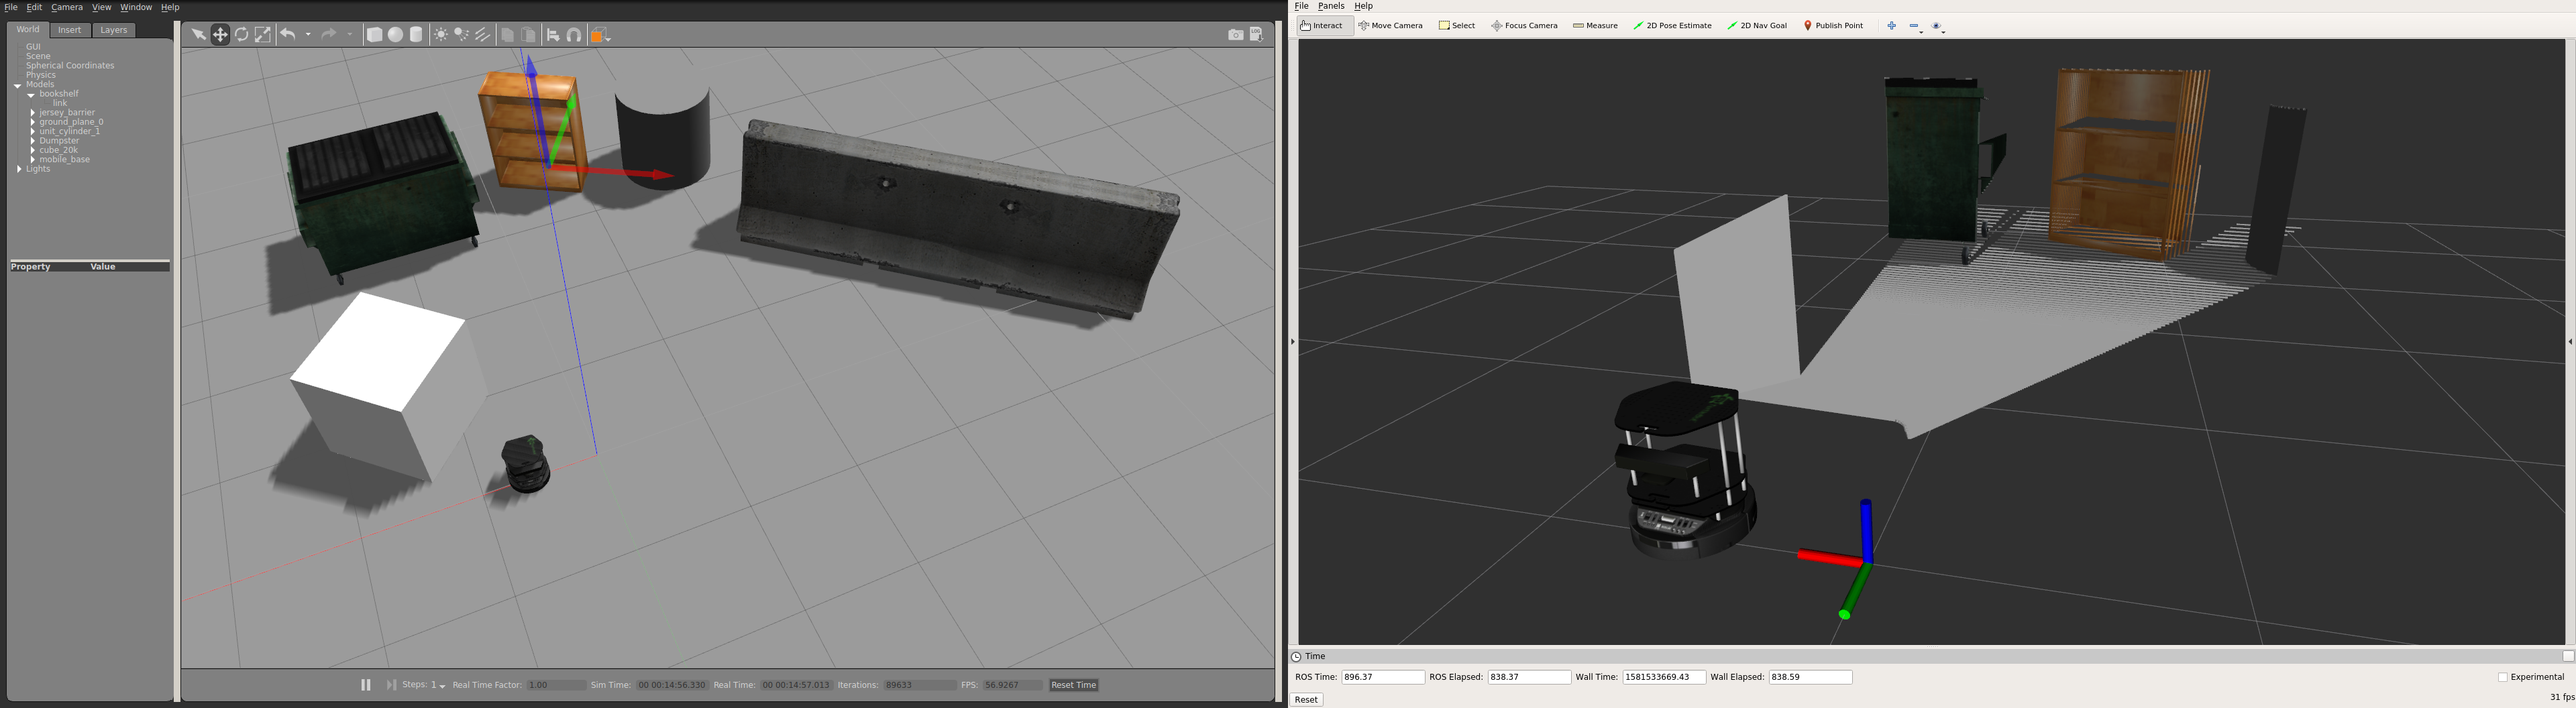 File Edit Camera View Window Help
World Insert Layers
GUI
Scene
Spherical Coordinates
Physics
Models
bookshelf
link
jersey_barrier
ground_plane_0
unit_cylinder_1
Dumpster
cube_20k
mobile_base
Lights
Property Value
LOG
Steps: 1 Real Time Factor: 1.00 Sim Time: 00 00:14:56.330 Real Time: 00 00:14:57.013 Iterations: 89633 FPS: 56.9267 Reset Time
File Panels Help
Interact Move Camera Select Focus Camera Measure 2D Pose Estimate 2D Nav Goal Publish Point
Time
ROS Time: 896.37 ROS Elapsed: 838.37 Wall Time: 1581533669.43 Wall Elapsed: 838.59 Experimental
Reset 31 fps